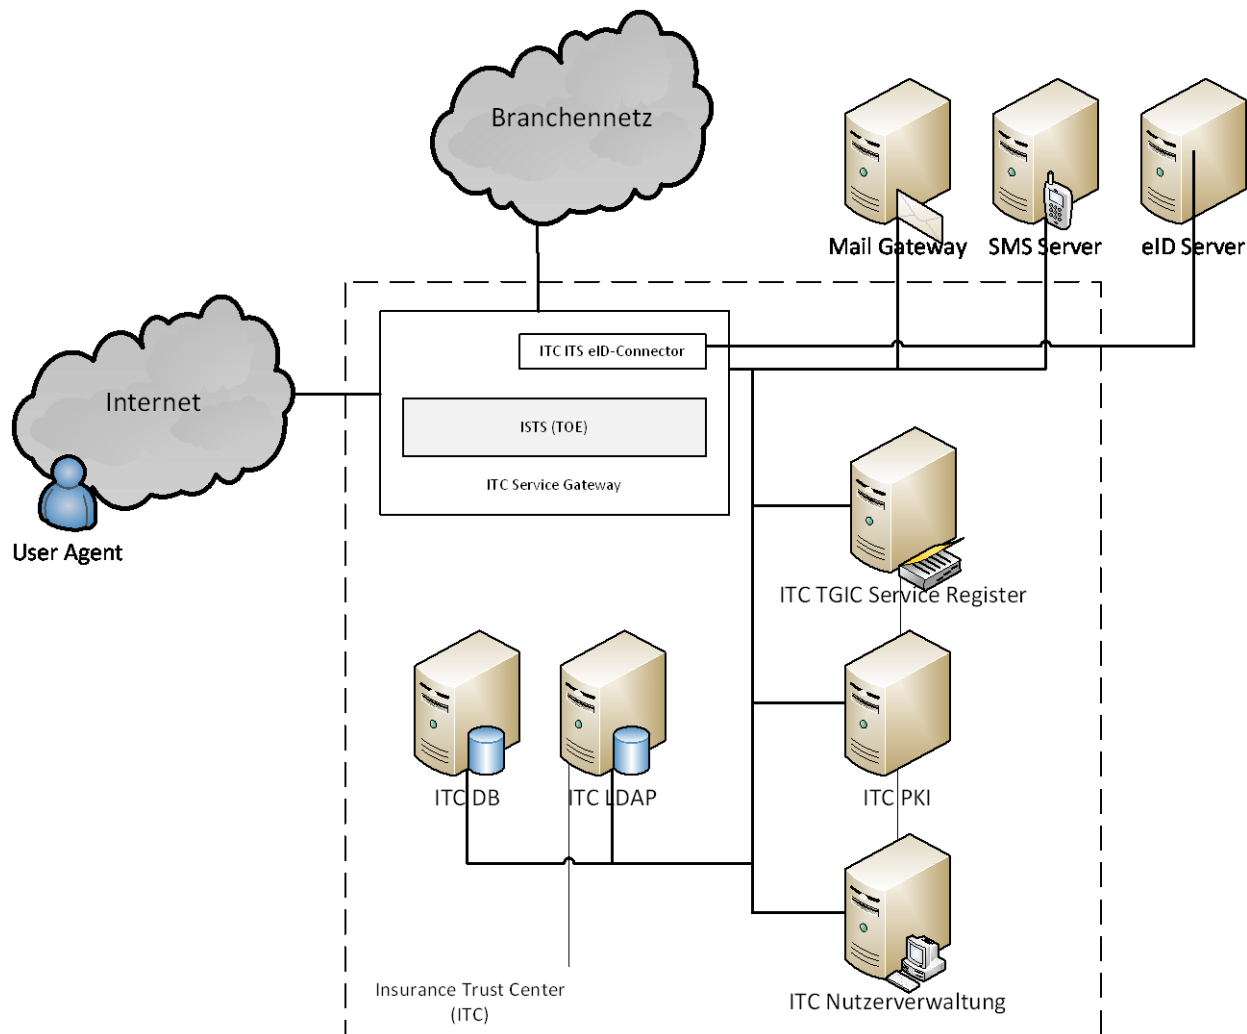 Branchennetz
Mail Gateway
SMS Server
eID Server
ITC ITS eID-Connector
Internet
ISTS (TOE)
ITC Service Gateway
User Agent
ITC TGIC Service Register
ITC DB
ITC LDAP
ITC PKI
Insurance Trust Center
(ITC)
ITC Nutzerverwaltung